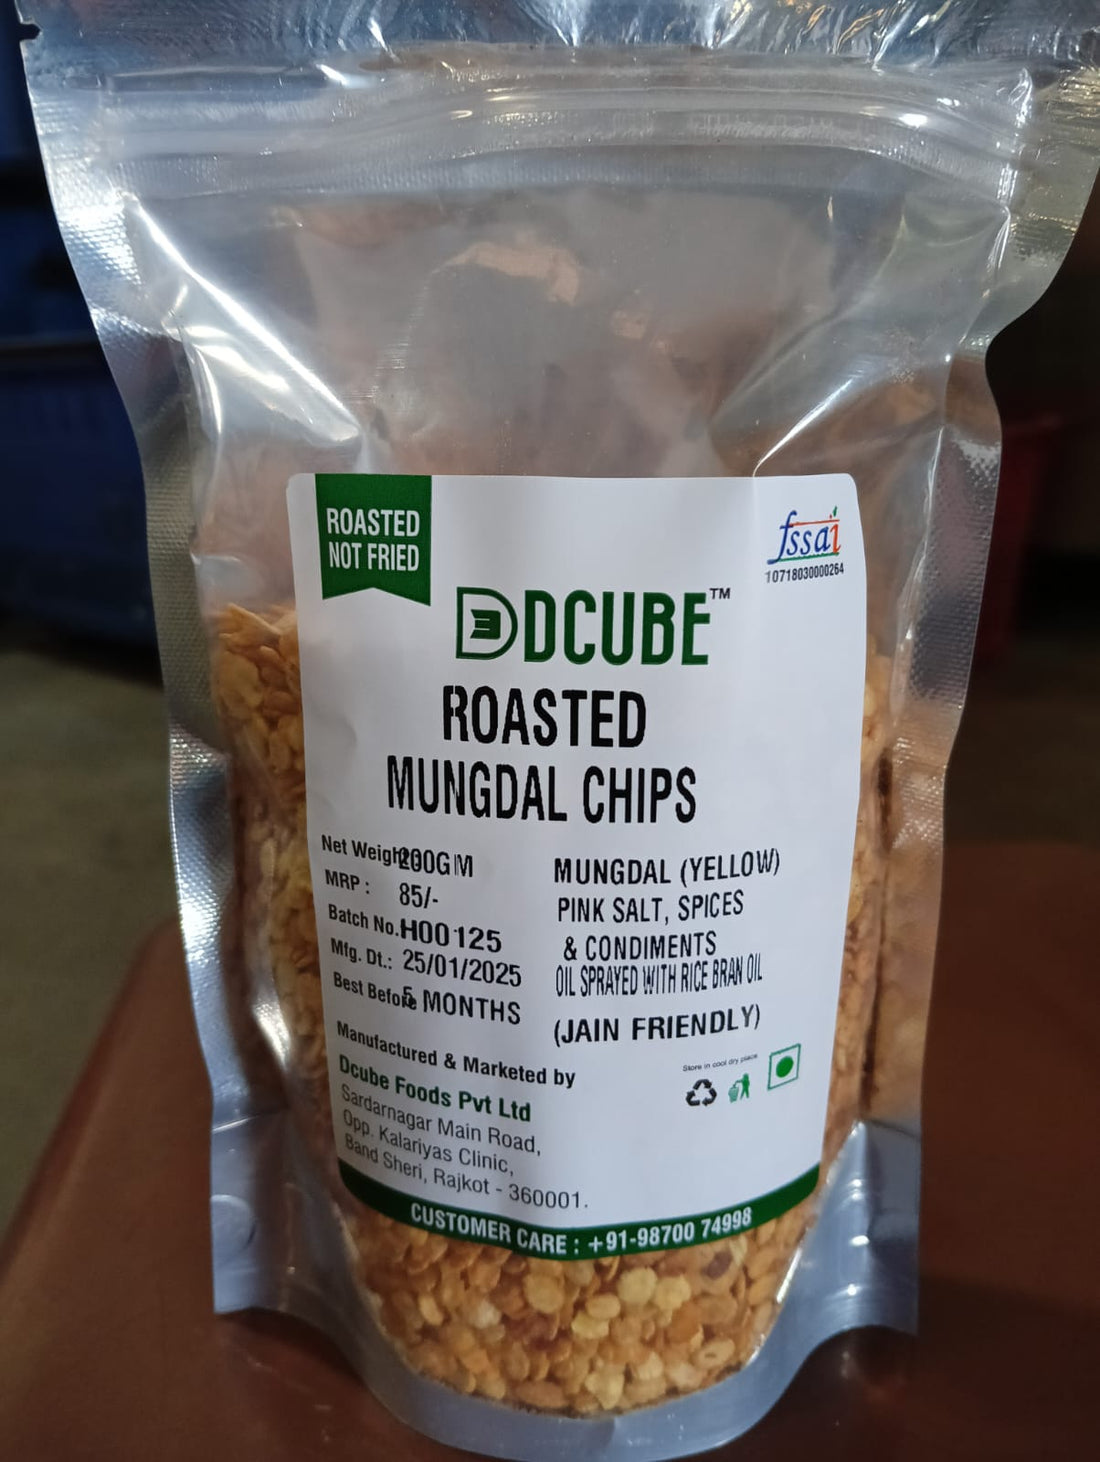 ROASTED
NOT FRIED
fssai
10718030000264
DCUBE™
ROASTED
MUNGDAL CHIPS
Net Weight 200GM
MRP : 85/-
Batch No. H00125
Mfg. Dt.: 25/01/2025
Best Before 5 MONTHS
MUNGDAL (YELLOW)
PINK SALT, SPICES
& CONDIMENTS
OIL SPRAYED WITH RICE BRAN OIL
(JAIN FRIENDLY)
Store in cool dry place
Manufactured & Marketed by
Dcube Foods Pvt Ltd
Sardarnagar Main Road,
Opp. Kalariyas Clinic,
Band Sheri, Rajkot - 360001.
CUSTOMER CARE : +91-98700 74998